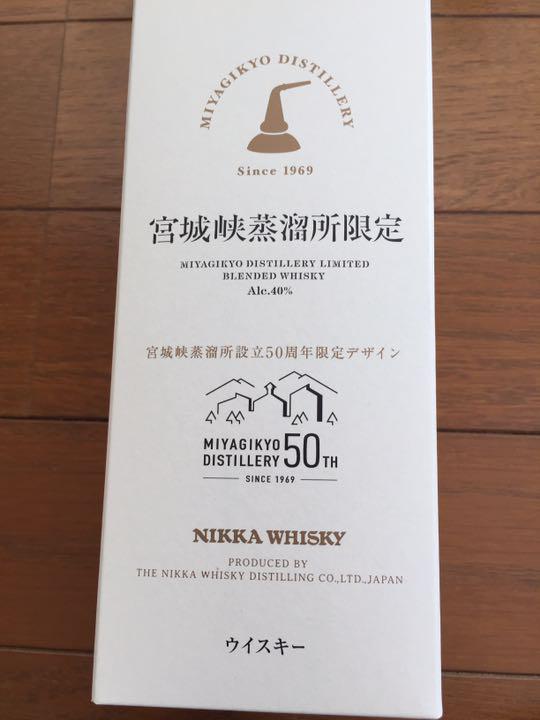 MIYAGIKYO DISTILLERY
Since 1969
宮城峡蒸溜所限定
MIYAGIKYO DISTILLERY LIMITED
BLENDED WHISKY
Alc.40%
宮城峡蒸溜所設立50周年限定デザイン
MIYAGIKYO
DISTILLERY 50TH
SINCE 1969
NIKKA WHISKY
PRODUCED BY
THE NIKKA WHISKY DISTILLING CO.,LTD.,JAPAN
ウイスキー